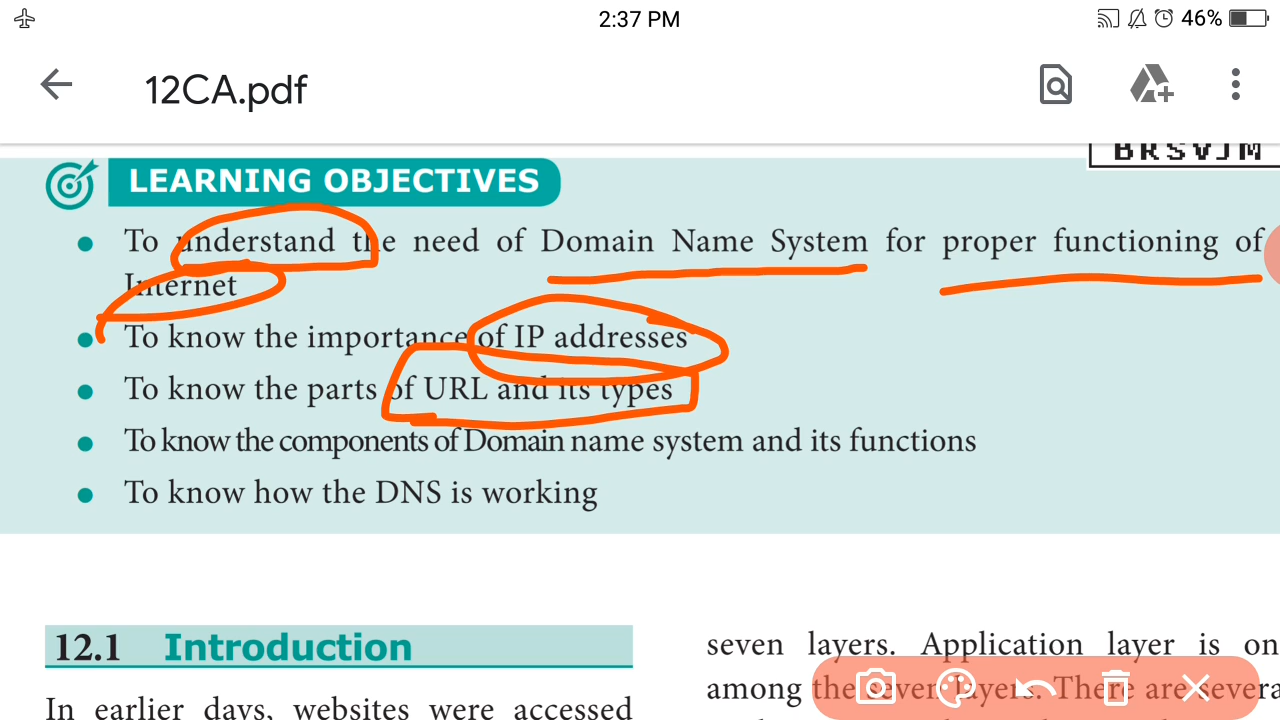 2:37 PM
46%
12CA.pdf
BRSVJM
LEARNING OBJECTIVES
To understand the need of Domain Name System for proper functioning of
Internet
To know the importance of IP addresses
To know the parts of URL and its types
To know the components of Domain name system and its functions
To know how the DNS is working
12.1 Introduction
In earlier days, websites were accessed
seven layers. Application layer is on
among the seven layers. There are severa